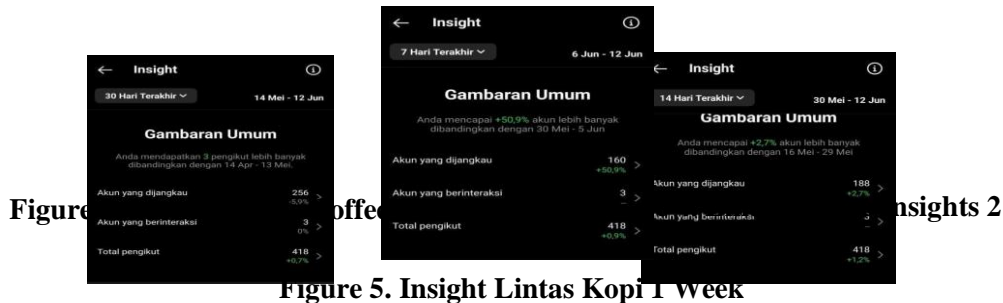 Insight
30 Hari Terakhir
14 Mei - 12 Jun
Gambaran Umum
Anda mendapatkan 3 pengikut lebih banyak
dibandingkan dengan 14 Apr - 13 Mei.
Akun yang dijangkau 256
-5,9%
Akun yang berinteraksi 3
0%
Total pengikut 418
+0,7%
Insight
7 Hari Terakhir
6 Jun - 12 Jun
Gambaran Umum
Anda mencapai +50,9% akun lebih banyak
dibandingkan dengan 30 Mei - 5 Jun
Akun yang dijangkau 160
+50,9%
Akun yang berinteraksi 3
--
Total pengikut 418
+0,9%
Insight
14 Hari Terakhir
30 Mei - 12 Jun
Gambaran Umum
Anda mencapai +2,7% akun lebih banyak
dibandingkan dengan 16 Mei - 29 Mei
Akun yang dijangkau 188
+2,7%
Akun yang berinteraksi
--
Total pengikut 418
+1,2%
Figure offee nsights 2
Figure 5. Insight Lintas Kopi 1 Week